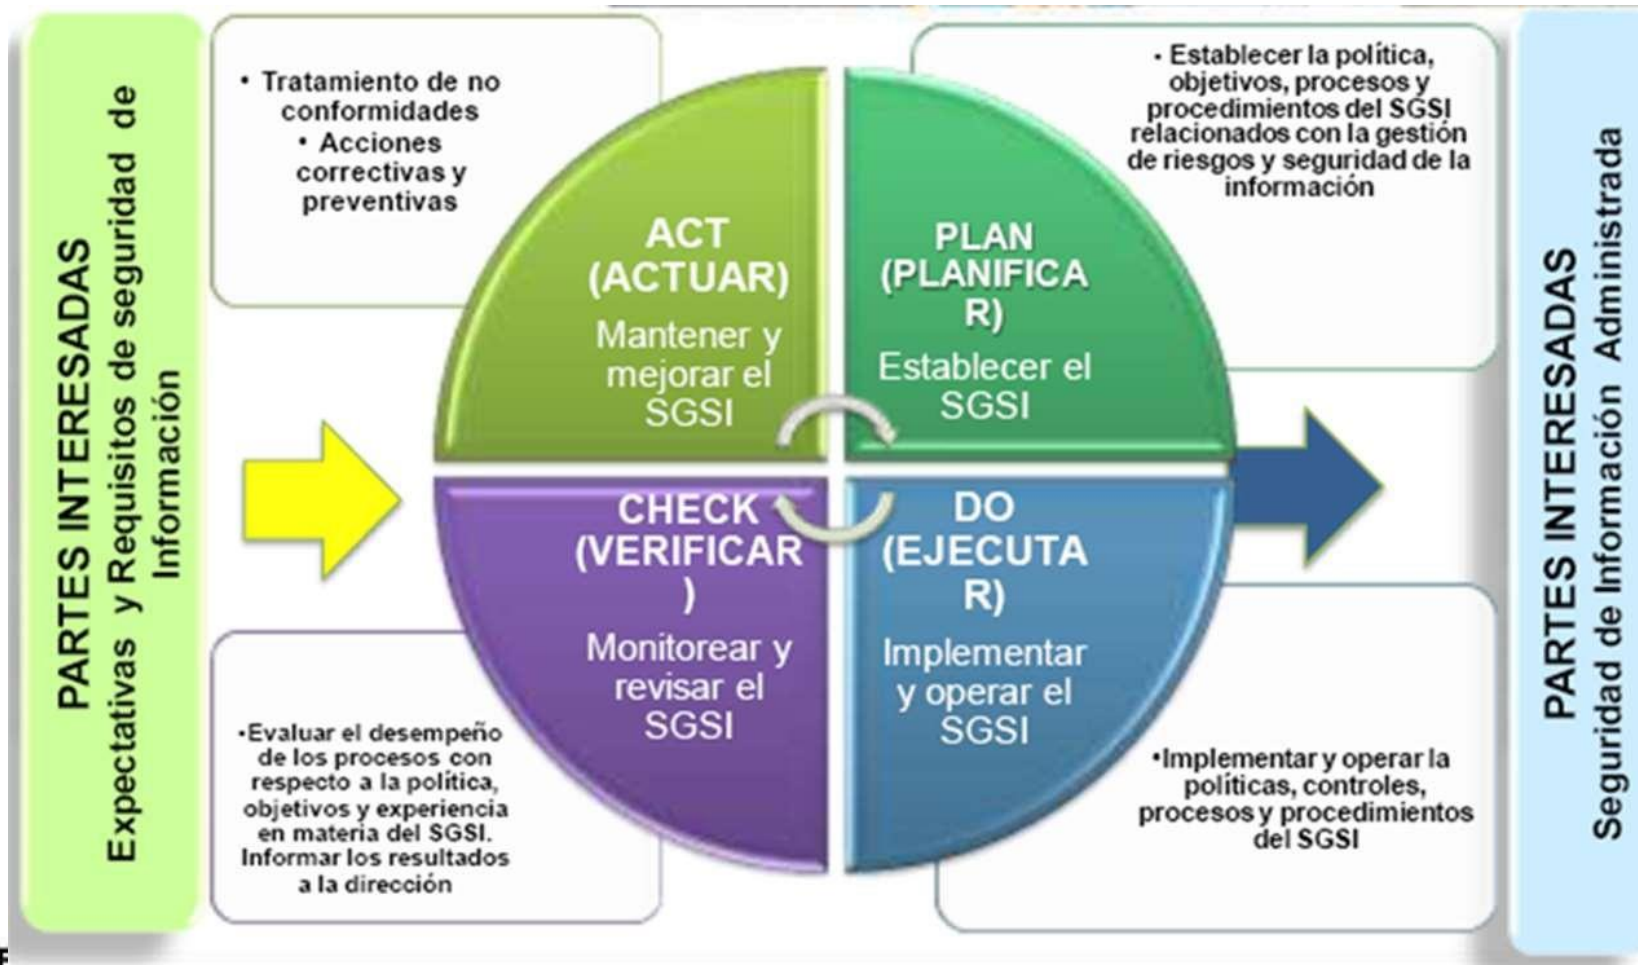 PARTES INTERESADAS
Expectativas y Requisitos de seguridad de
Información
• Tratamiento de no
conformidades
• Acciones
correctivas y
preventivas
ACT
(ACTUAR)
Mantener y
mejorar el
SGSI
PLAN
(PLANIFICA
R)
Establecer el
SGSI
• Establecer la política,
objetivos, procesos y
procedimientos del SGSI
relacionados con la gestión
de riesgos y seguridad de la
información
CHECK
(VERIFICAR
)
Monitorear y
revisar el
SGSI
DO
(EJECUTA
R)
Implementar
y operar el
SGSI
•Evaluar el desempeño
de los procesos con
respecto a la política,
objetivos y experiencia
en materia del SGSI.
Informar los resultados
a la dirección
•Implementar y operar la
políticas, controles,
procesos y procedimientos
del SGSI
PARTES INTERESADAS
Seguridad de Información Administrada